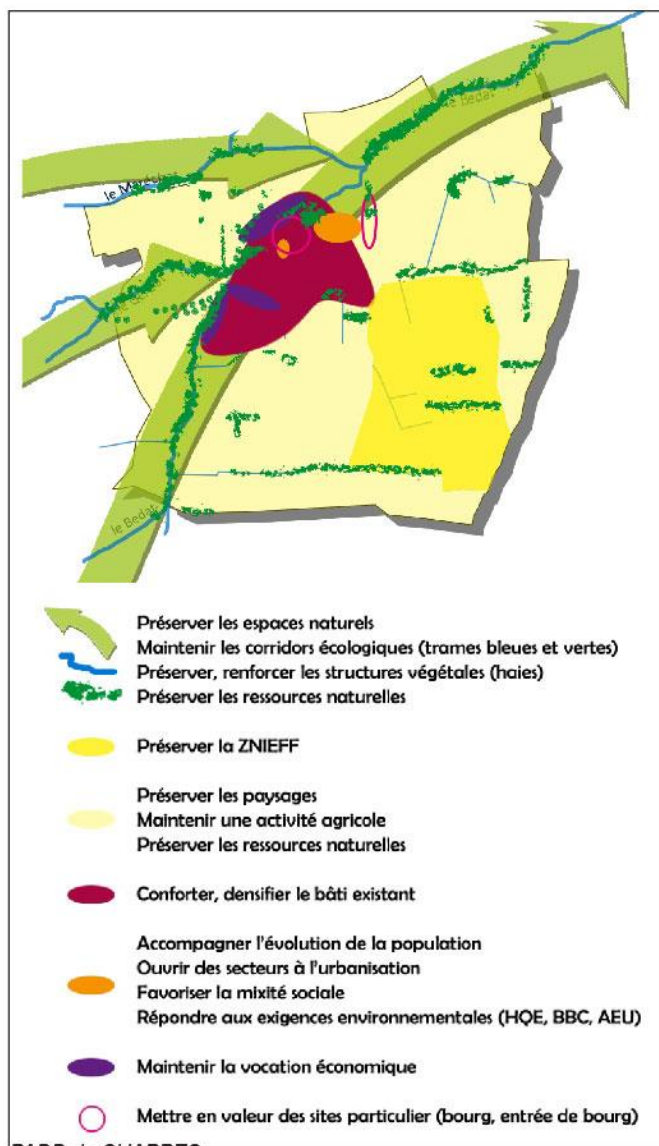 le Bedat
le Bedat
Préserver les espaces naturels
Maintenir les corridors écologiques (trames bleues et vertes)
Préserver, renforcer les structures végétales (haies)
Préserver les ressources naturelles
Préserver la ZNIEFF
Préserver les paysages
Maintenir une activité agricole
Préserver les ressources naturelles
Conforter, densifier le bâti existant
Accompagner l'évolution de la population
Ouvrir des secteurs à l'urbanisation
Favoriser la mixité sociale
Répondre aux exigences environnementales (HQE, BBC, AEU)
Maintenir la vocation économique
Mettre en valeur des sites particulier (bourg, entrée de bourg)